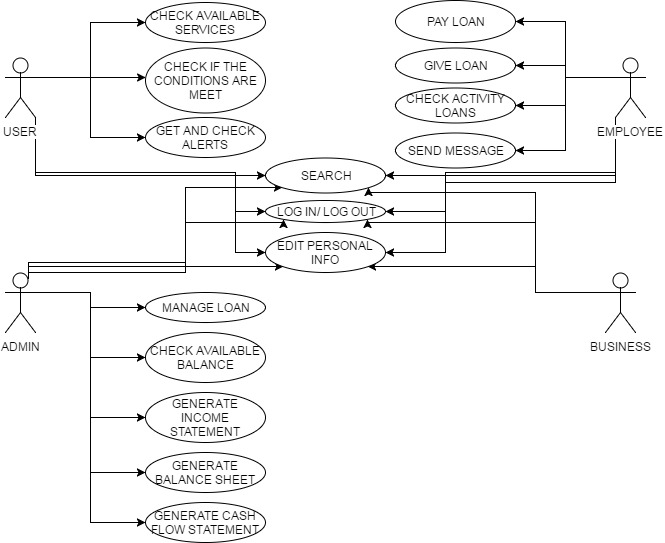 CHECK AVAILABLE
SERVICES
CHECK IF THE
CONDITIONS ARE
MEET
USER
GET AND CHECK
ALERTS
PAY LOAN
GIVE LOAN
CHECK ACTIVITY
LOANS
EMPLOYEE
SEND MESSAGE
SEARCH
LOG IN/ LOG OUT
EDIT PERSONAL
INFO
ADMIN
BUSINESS
MANAGE LOAN
CHECK AVAILABLE
BALANCE
GENERATE
INCOME
STATEMENT
GENERATE
BALANCE SHEET
GENERATE CASH
FLOW STATEMENT